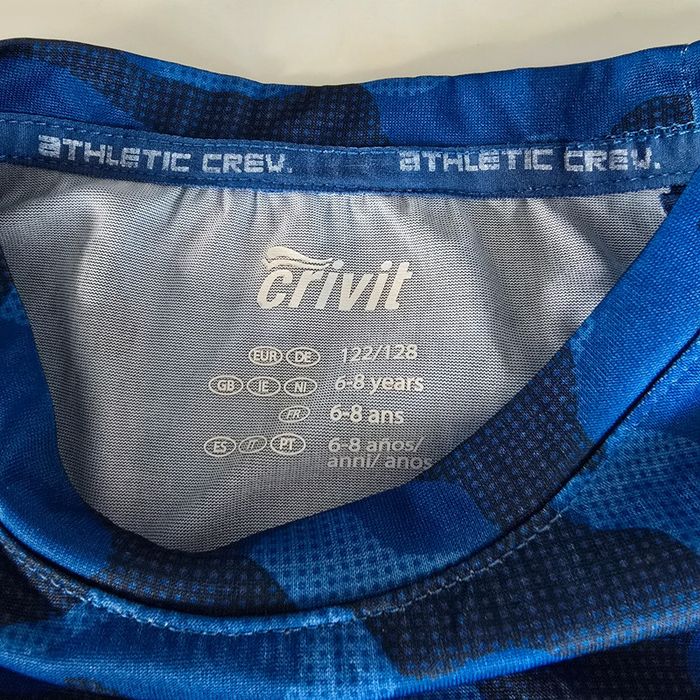 ATHLETIC CREW. ATHLETIC CREW.
crivit
EUR DE 122/128
GB IE NI 6-8 years
FR 6-8 ans
ES IT PT 6-8 años/
anni/ anos